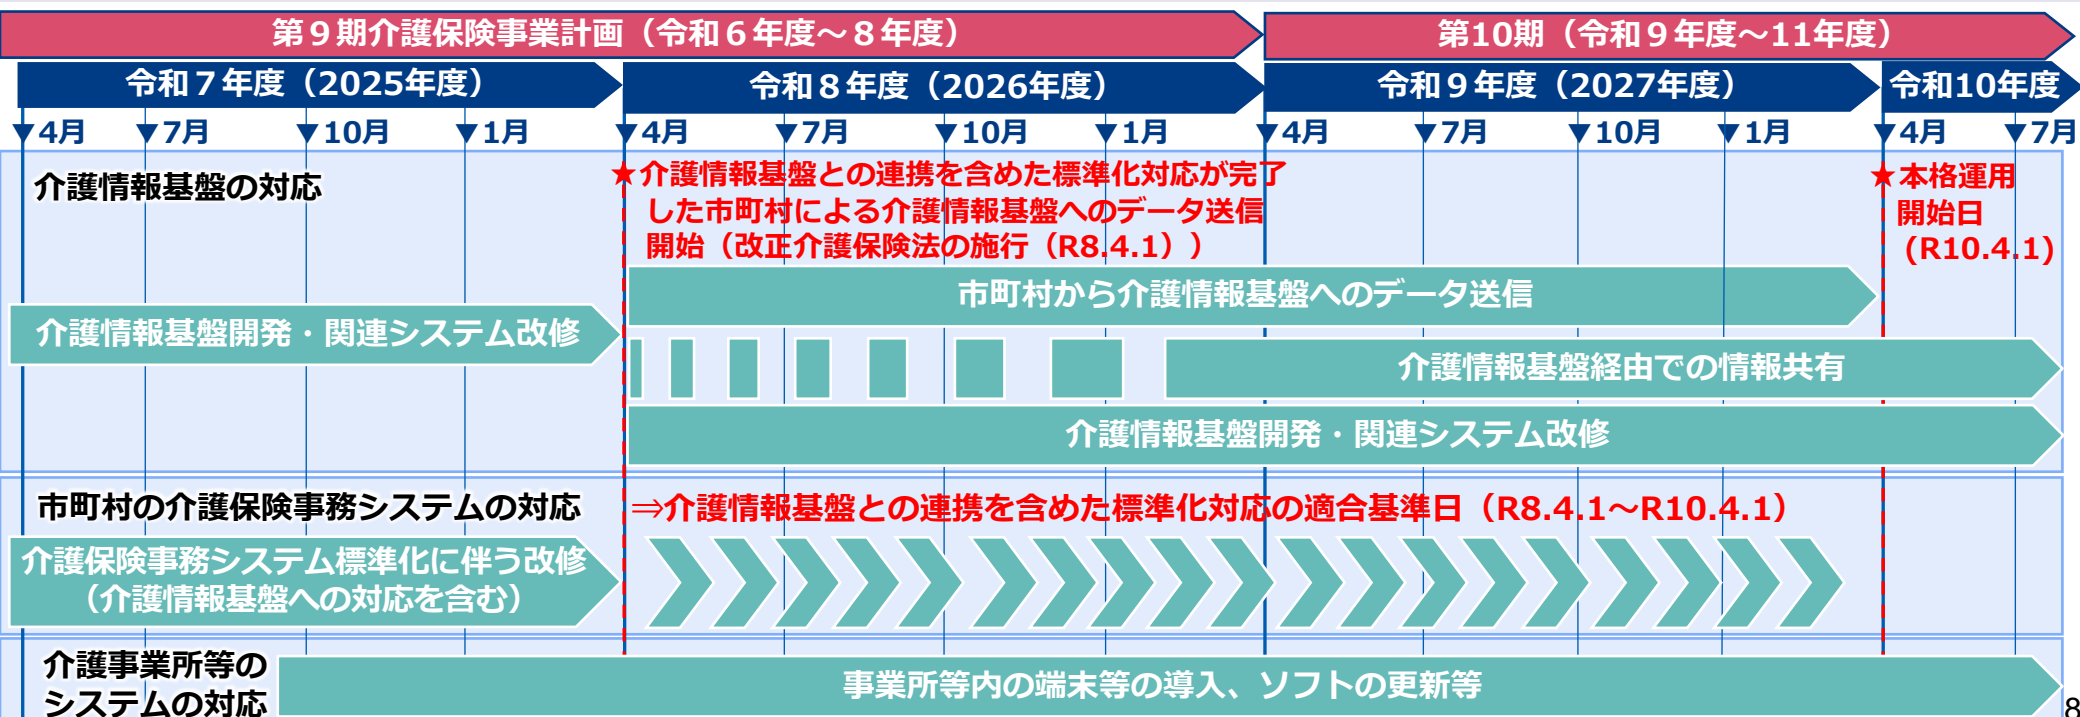 第９期介護保険事業計画（令和６年度～８年度）
第10期（令和９年度～11年度）
令和７年度（2025年度）
令和８年度（2026年度）
令和９年度（2027年度）
令和10年度
▼4月
▼7月
▼10月
▼1月
▼4月
▼7月
▼10月
▼1月
▼4月
▼7月
▼10月
▼1月
▼4月
▼7月
介護情報基盤の対応
★介護情報基盤との連携を含めた標準化対応が完了
した市町村による介護情報基盤へのデータ送信
開始（改正介護保険法の施行（R8.4.1））
★本格運用
開始日
(R10.4.1)
市町村から介護情報基盤へのデータ送信
介護情報基盤開発・関連システム改修
介護情報基盤経由での情報共有
介護情報基盤開発・関連システム改修
市町村の介護保険事務システムの対応
⇒介護情報基盤との連携を含めた標準化対応の適合基準日（R8.4.1～R10.4.1）
介護保険事務システム標準化に伴う改修
（介護情報基盤への対応を含む）
介護事業所等の
システムの対応
事業所等内の端末等の導入、ソフトの更新等
8